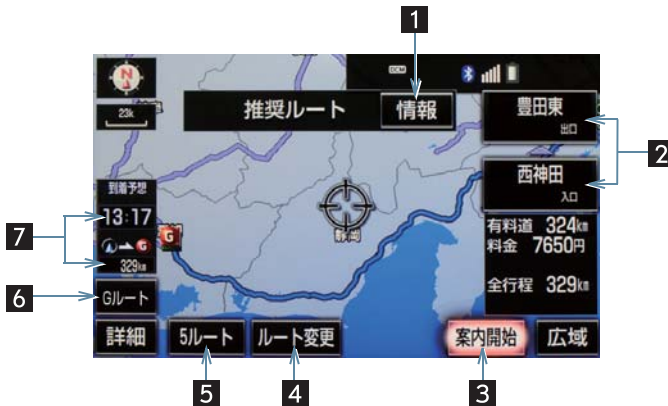 1
DCM
23k
推奨ルート
情報
豊田東
出口
2
西神田
入口
到着予想
13:17
7
G
329km
静岡
有料道 324km
料金 7650円
全行程 329km
6
Gルート
詳細
5ルート
ルート変更
案内開始
広域
5
4
3